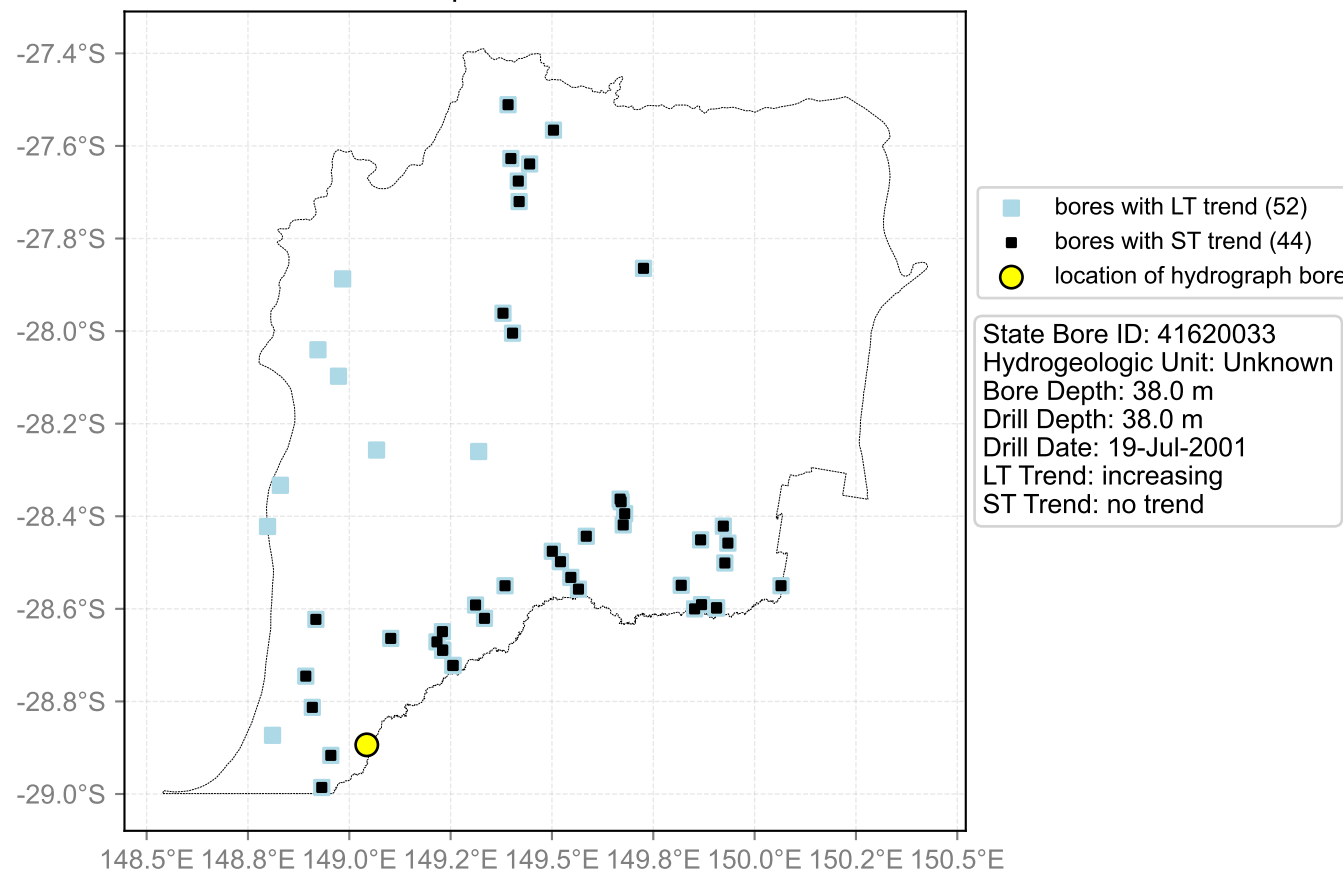 -27.4°S
-27.6°S
-27.8°S
-28.0°S
-28.2°S
-28.4°S
-28.6°S
-28.8°S
-29.0°S
148.5°E 148.8°E 149.0°E 149.2°E 149.5°E 149.8°E 150.0°E 150.2°E 150.5°E
bores with LT trend (52)
bores with ST trend (44)
location of hydrograph bore
State Bore ID: 41620033
Hydrogeologic Unit: Unknown
Bore Depth: 38.0 m
Drill Depth: 38.0 m
Drill Date: 19-Jul-2001
LT Trend: increasing
ST Trend: no trend